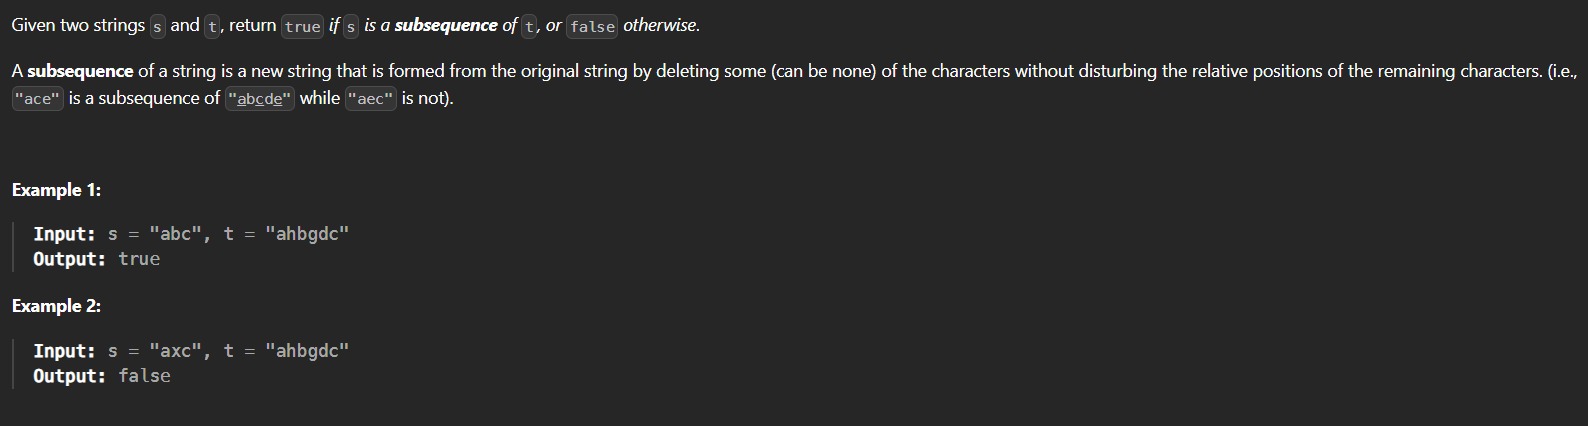 Given two strings s and t, return true if s is a subsequence of t, or false otherwise.
A subsequence of a string is a new string that is formed from the original string by deleting some (can be none) of the characters without disturbing the relative positions of the remaining characters. (i.e.,
"ace" is a subsequence of "abcde" while "aec" is not).
Example 1:
Input: s = "abc", t = "ahbgdc"
Output: true
Example 2:
Input: s = "axc", t = "ahbgdc"
Output: false